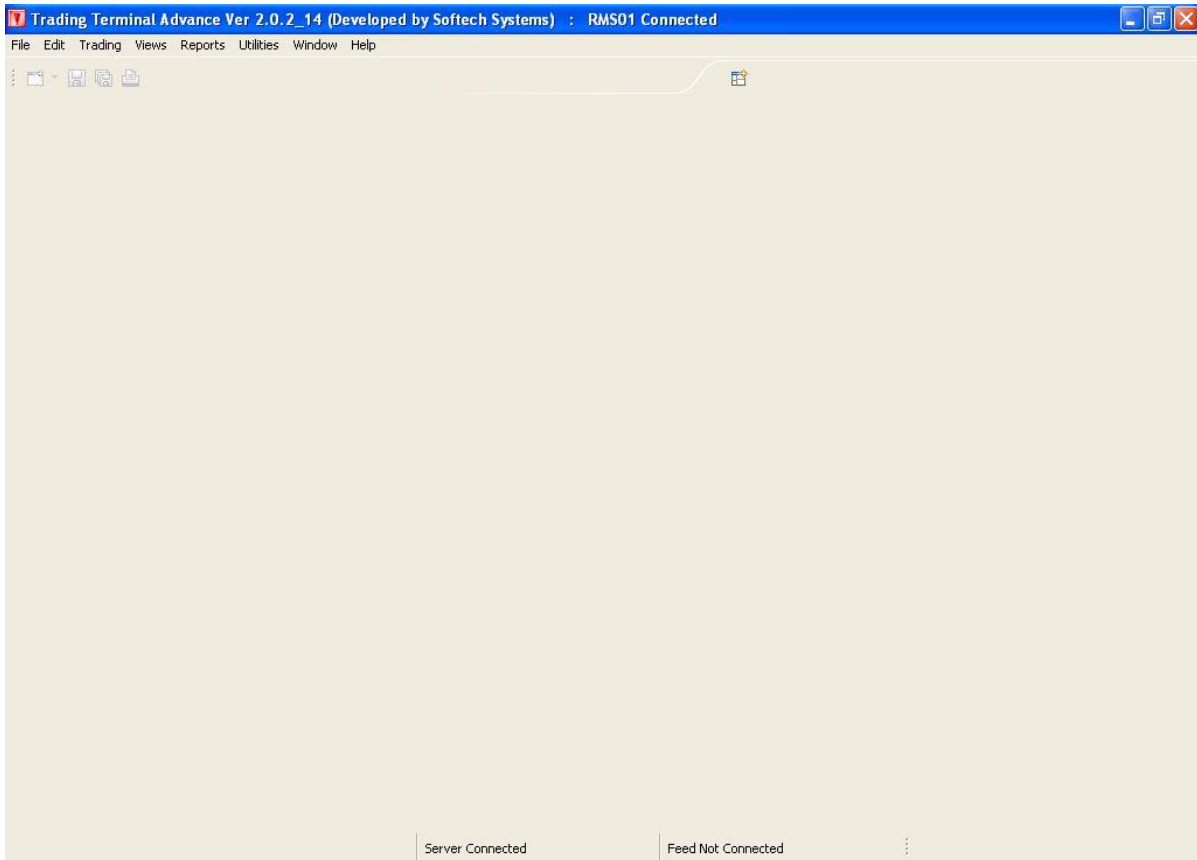 Trading Terminal Advance Ver 2.0.2_14 (Developed by Softech Systems) : RMS01 Connected
File Edit Trading Views Reports Utilities Window Help
Server Connected Feed Not Connected